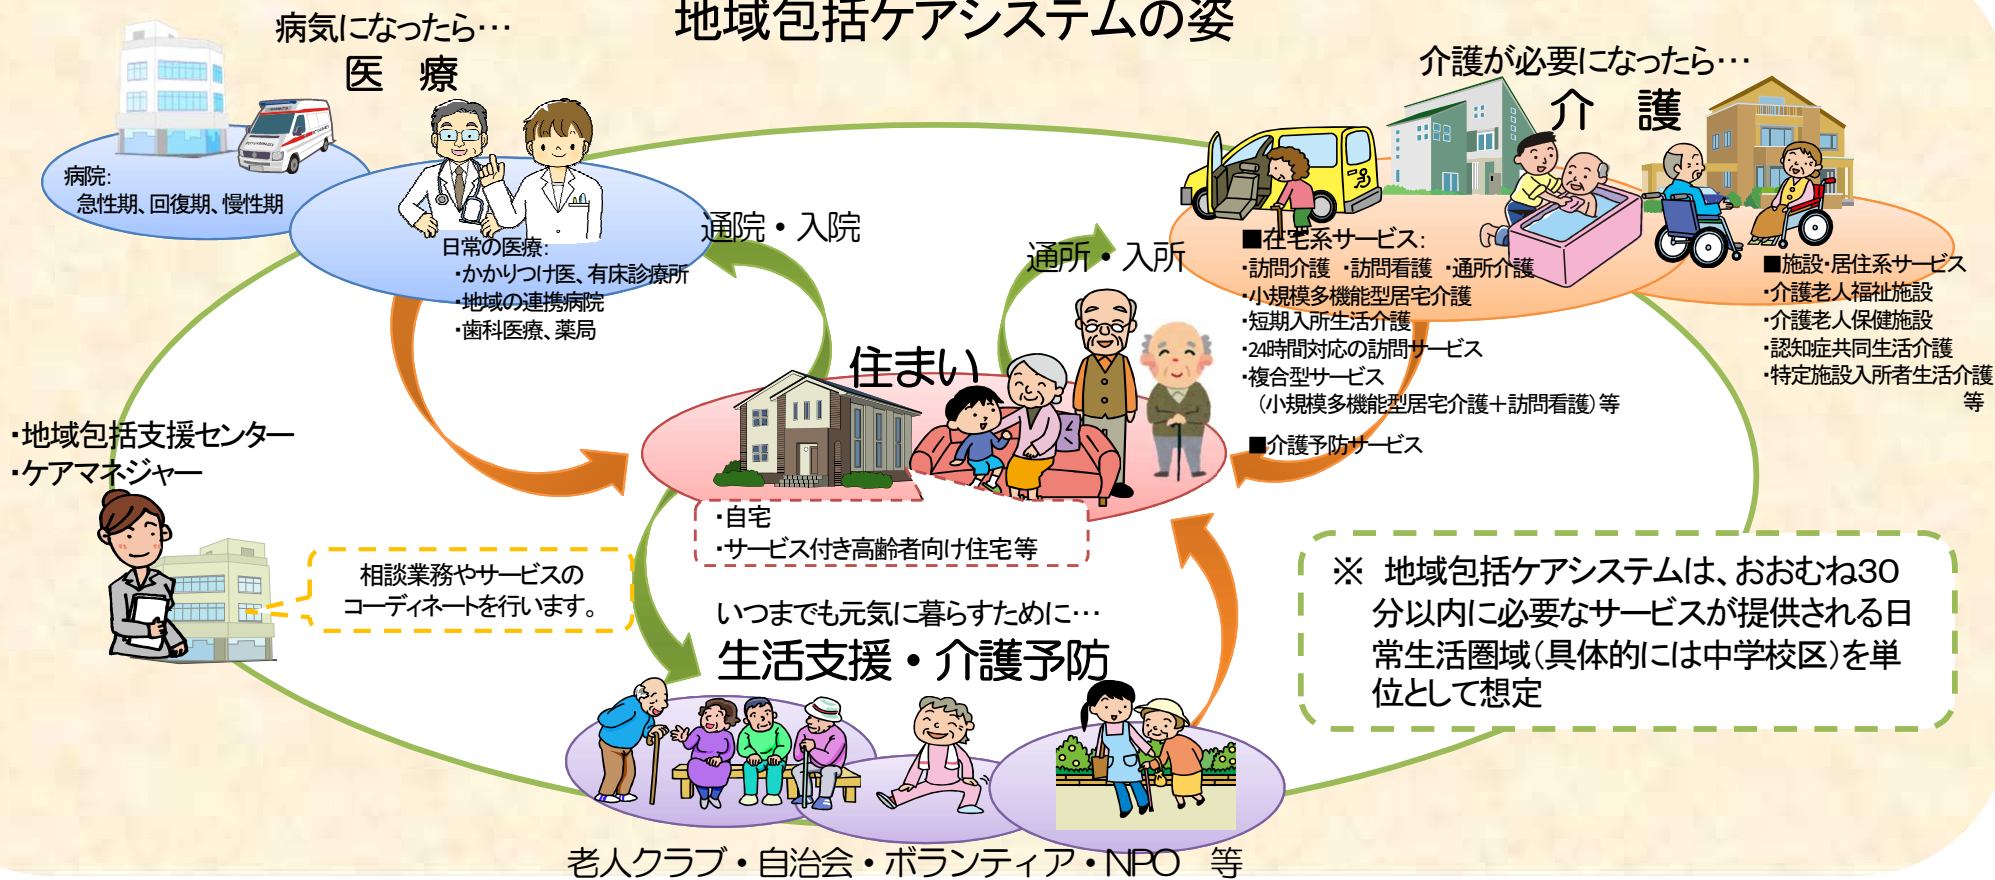 地域包括ケアシステムの姿
病気になったら…
医 療
病院:
急性期、回復期、慢性期
日常の医療:
・かかりつけ医、有床診療所
・地域の連携病院
・歯科医療、薬局
通院・入院
通所・入所
介護が必要になったら…
介 護
■在宅系サービス:
・訪問介護 ・訪問看護 ・通所介護
・小規模多機能型居宅介護
・短期入所生活介護
・24時間対応の訪問サービス
・複合型サービス
(小規模多機能型居宅介護+訪問看護)等
■介護予防サービス
■施設・居住系サービス
・介護老人福祉施設
・介護老人保健施設
・認知症共同生活介護
・特定施設入所者生活介護
等
住まい
・自宅
・サービス付き高齢者向け住宅等
・地域包括支援センター
・ケアマネジャー
相談業務やサービスの
コーディネートを行います。
いつまでも元気に暮らすために…
生活支援・介護予防
老人クラブ・自治会・ボランティア・NPO 等
※ 地域包括ケアシステムは、おおむね30
分以内に必要なサービスが提供される日
常生活圏域(具体的には中学校区)を単
位として想定